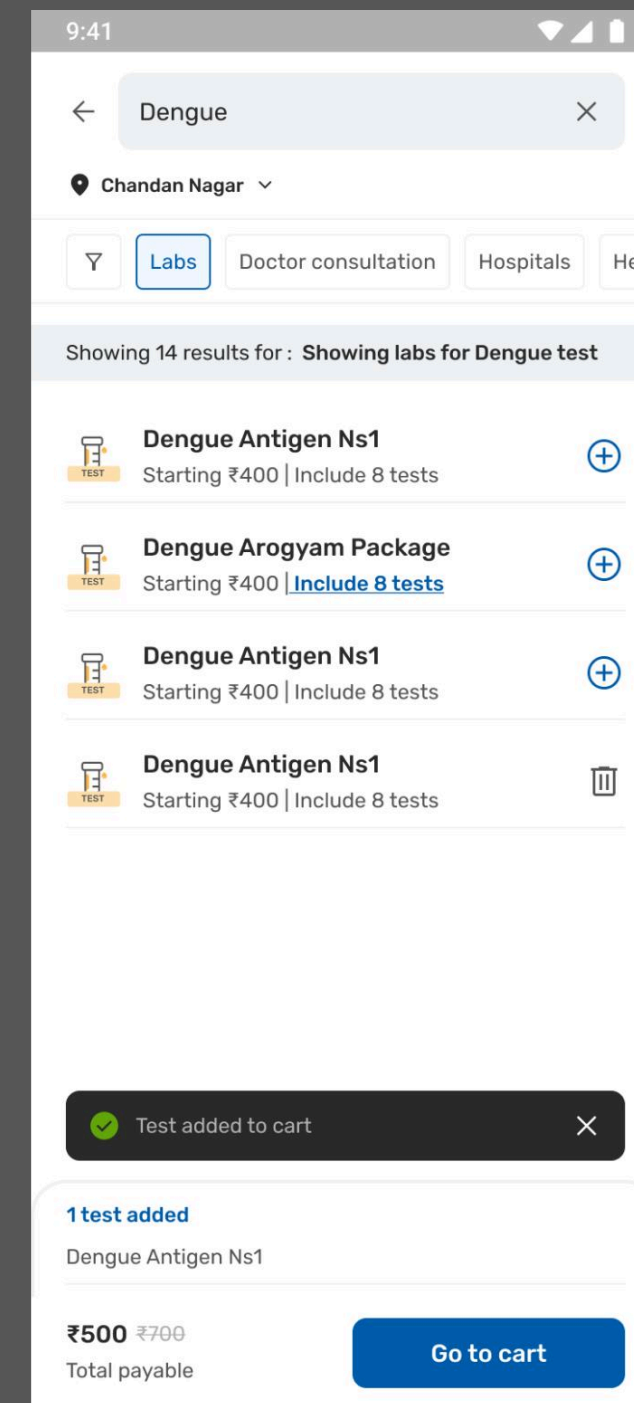 9:41
Dengue
Chandan Nagar
Labs Doctor consultation Hospitals He
Showing 14 results for : Showing labs for Dengue test
Dengue Antigen Ns1
TEST
Starting ₹400 | Include 8 tests
Dengue Arogyam Package
TEST
Starting ₹400 | Include 8 tests
Dengue Antigen Ns1
TEST
Starting ₹400 | Include 8 tests
Dengue Antigen Ns1
TEST
Starting ₹400 | Include 8 tests
Test added to cart
1 test added
Dengue Antigen Ns1
₹500 ₹700
Total payable
Go to cart